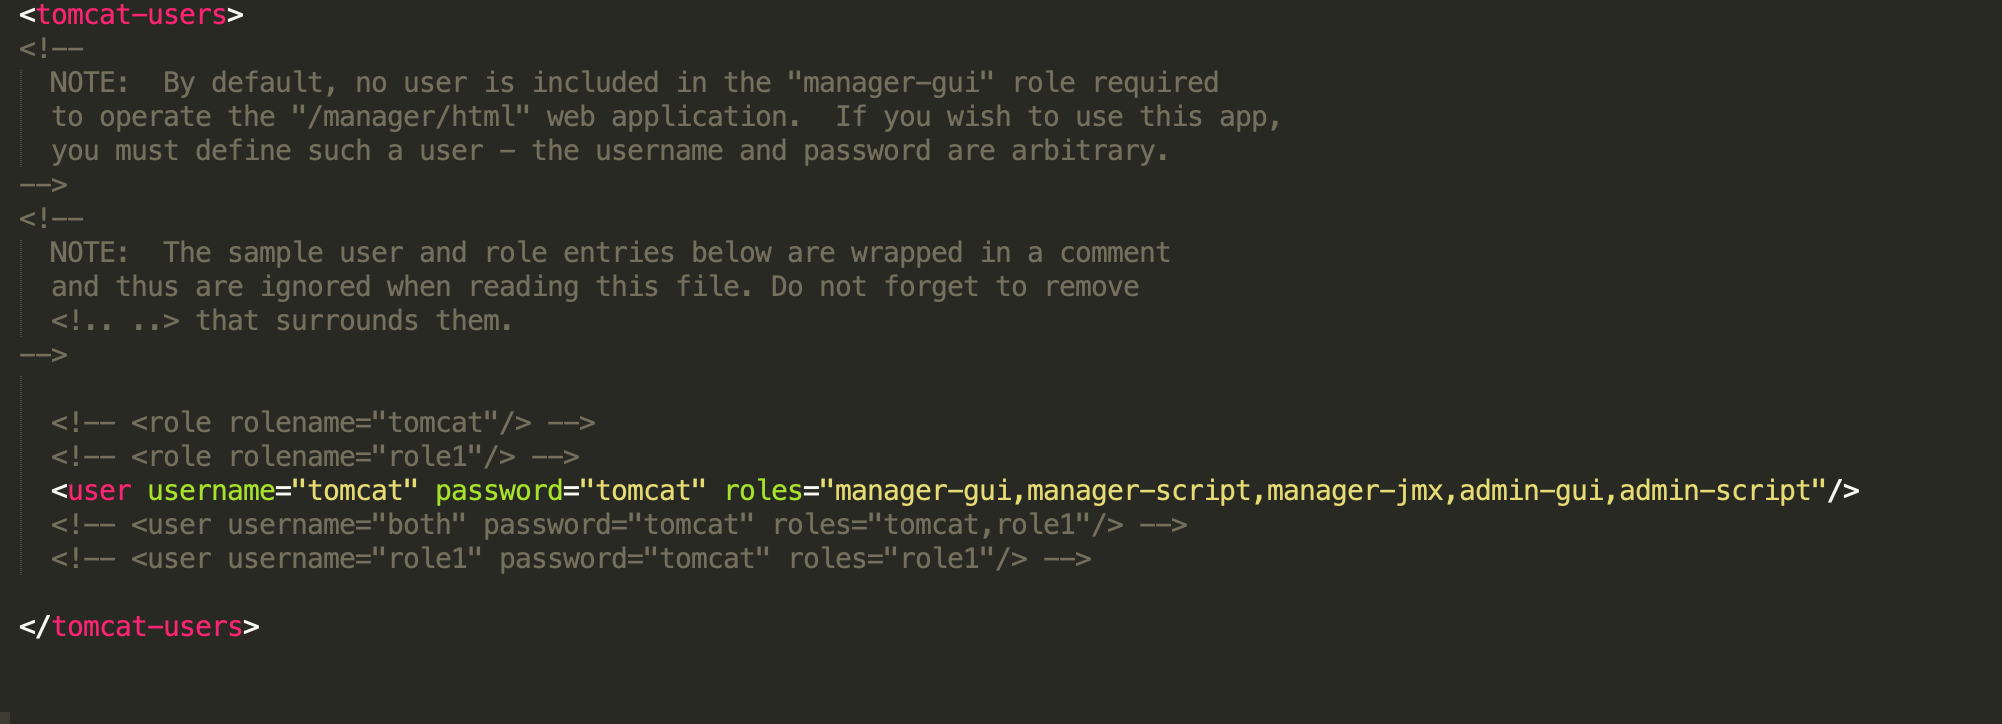 <tomcat-users>
<!--
NOTE:  By default, no user is included in the "manager-gui" role required
to operate the "/manager/html" web application.  If you wish to use this app,
you must define such a user - the username and password are arbitrary.
-->
<!--
NOTE:  The sample user and role entries below are wrapped in a comment
and thus are ignored when reading this file. Do not forget to remove
<!.. ..> that surrounds them.
-->
<!-- <role rolename="tomcat"/> -->
<!-- <role rolename="role1"/> -->
<user username="tomcat" password="tomcat" roles="manager-gui,manager-script,manager-jmx,admin-gui,admin-script"/>
<!-- <user username="both" password="tomcat" roles="tomcat,role1"/> -->
<!-- <user username="role1" password="tomcat" roles="role1"/> -->
</tomcat-users>